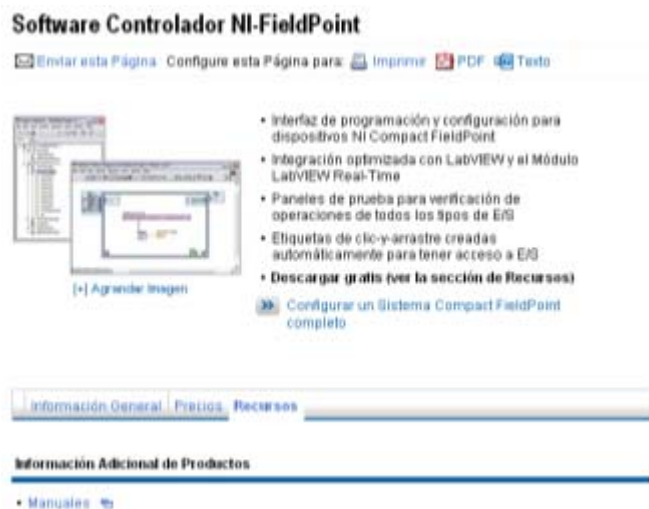 Software Controlador NI-FieldPoint
Enviar esta Página Configure esta Página para: Imprimir PDF Texto
• Interfaz de programación y configuración para
dispositivos NI Compact FieldPoint
• Integración optimizada con LabVIEW y el Módulo
LabVIEW Real-Time
• Paneles de prueba para verificación de
operaciones de todos los tipos de E/S
• Etiquetas de clic-y-arrastre creadas
automáticamente para tener acceso a E/S
• Descargar gratis (ver la sección de Recursos)
[+] Agrandar Imagen
Configurar un Sistema Compact FieldPoint
completo
Información General Precios Recursos
Información Adicional de Productos
• Manuales